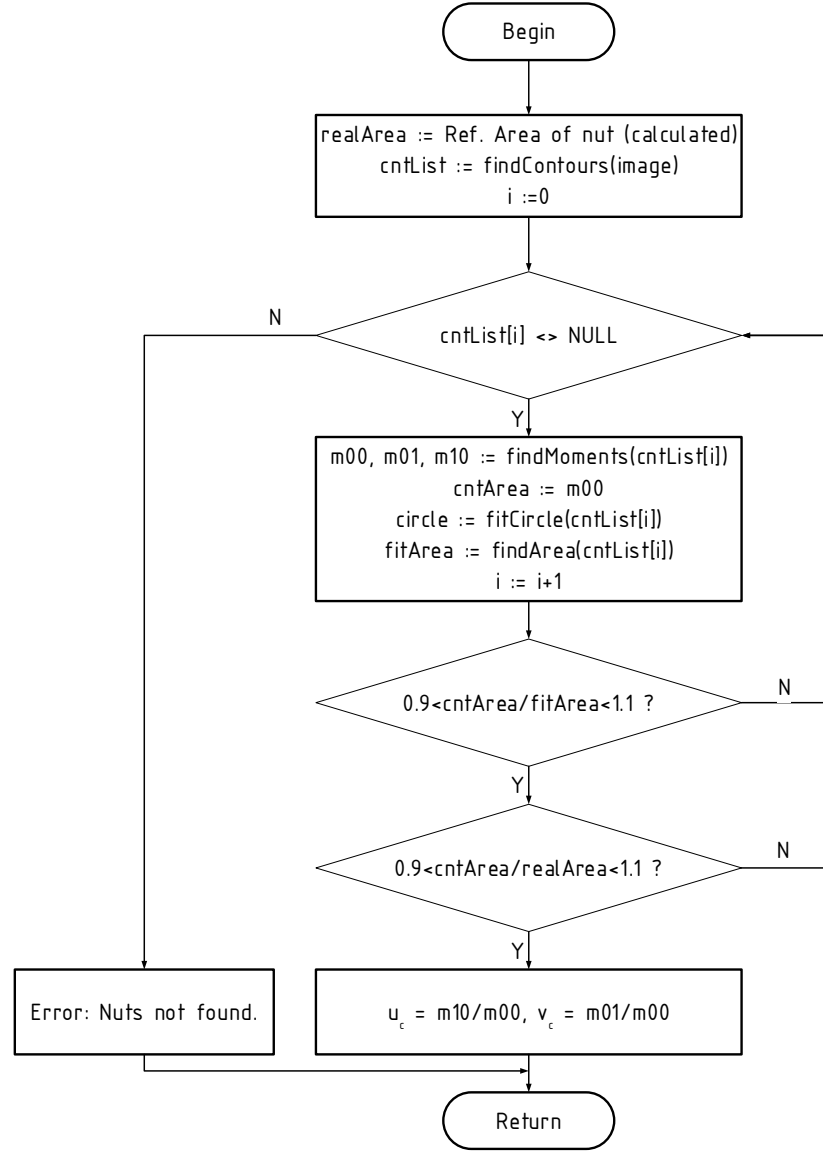 Begin
realArea := Ref. Area of nut (calculated)
cntList := findContours(image)
i :=0
N
cntList[i] <> NULL
Y
m00, m01, m10 := findMoments(cntList[i])
cntArea := m00
circle := fitCircle(cntList[i])
fitArea := findArea(cntList[i])
i := i+1
0.9<cntArea/fitArea<1.1 ?
N
Y
0.9<cntArea/realArea<1.1 ?
N
Y
Error: Nuts not found.
u_c = m10/m00, v_c = m01/m00
Return